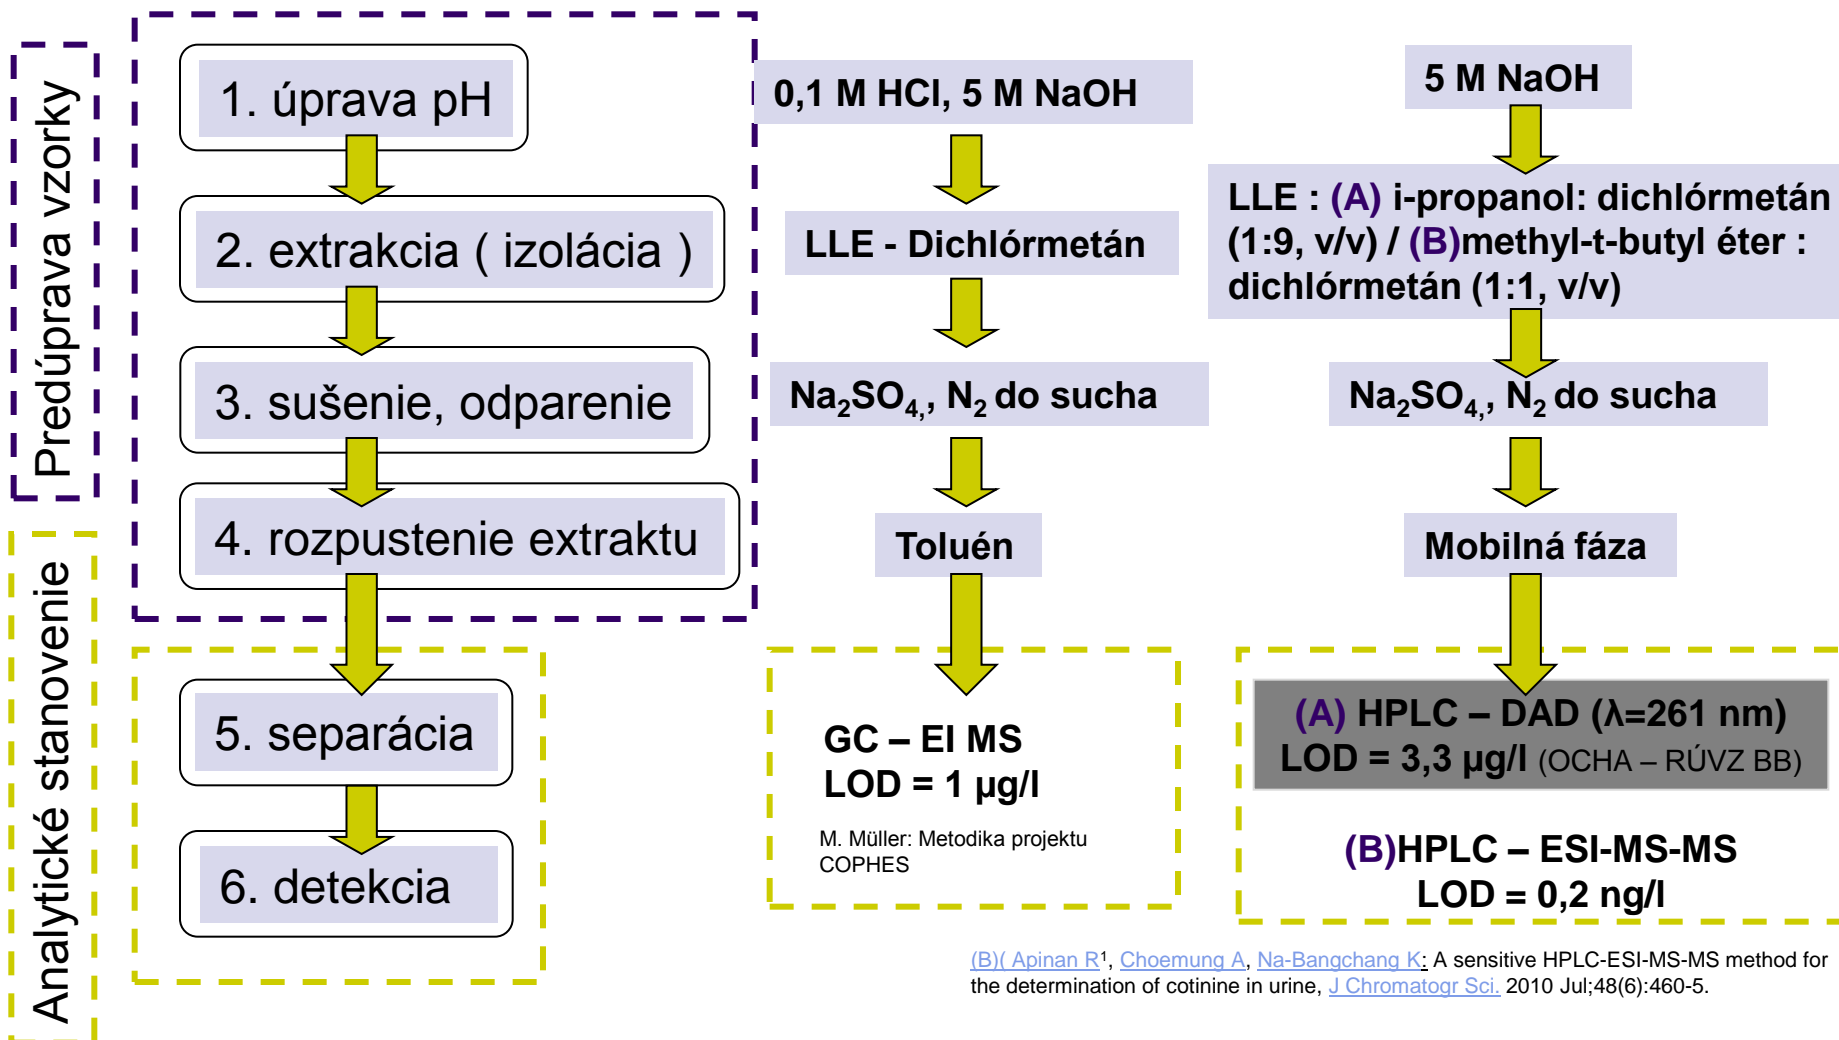 Predúprava vzorky
Analytické stanovenie
1. úprava pH
2. extrakcia ( izolácia )
3. sušenie, odparenie
4. rozpustenie extraktu
5. separácia
6. detekcia
0,1 M HCl, 5 M NaOH
LLE - Dichlórmetán
Na₂SO₄,, N₂ do sucha
Toluén
GC – EI MS
LOD = 1 µg/l
M. Müller: Metodika projektu
COPHES
5 M NaOH
LLE : (A) i-propanol: dichlórmetán
(1:9, v/v) / (B)methyl-t-butyl éter :
dichlórmetán (1:1, v/v)
Na₂SO₄,, N₂ do sucha
Mobilná fáza
(A) HPLC – DAD (λ=261 nm)
LOD = 3,3 µg/l (OCHA – RÚVZ BB)
(B)HPLC – ESI-MS-MS
LOD = 0,2 ng/l
(B)( Apinan R¹, Choemung A, Na-Bangchang K: A sensitive HPLC-ESI-MS-MS method for
the determination of cotinine in urine, J Chromatogr Sci. 2010 Jul;48(6):460-5.